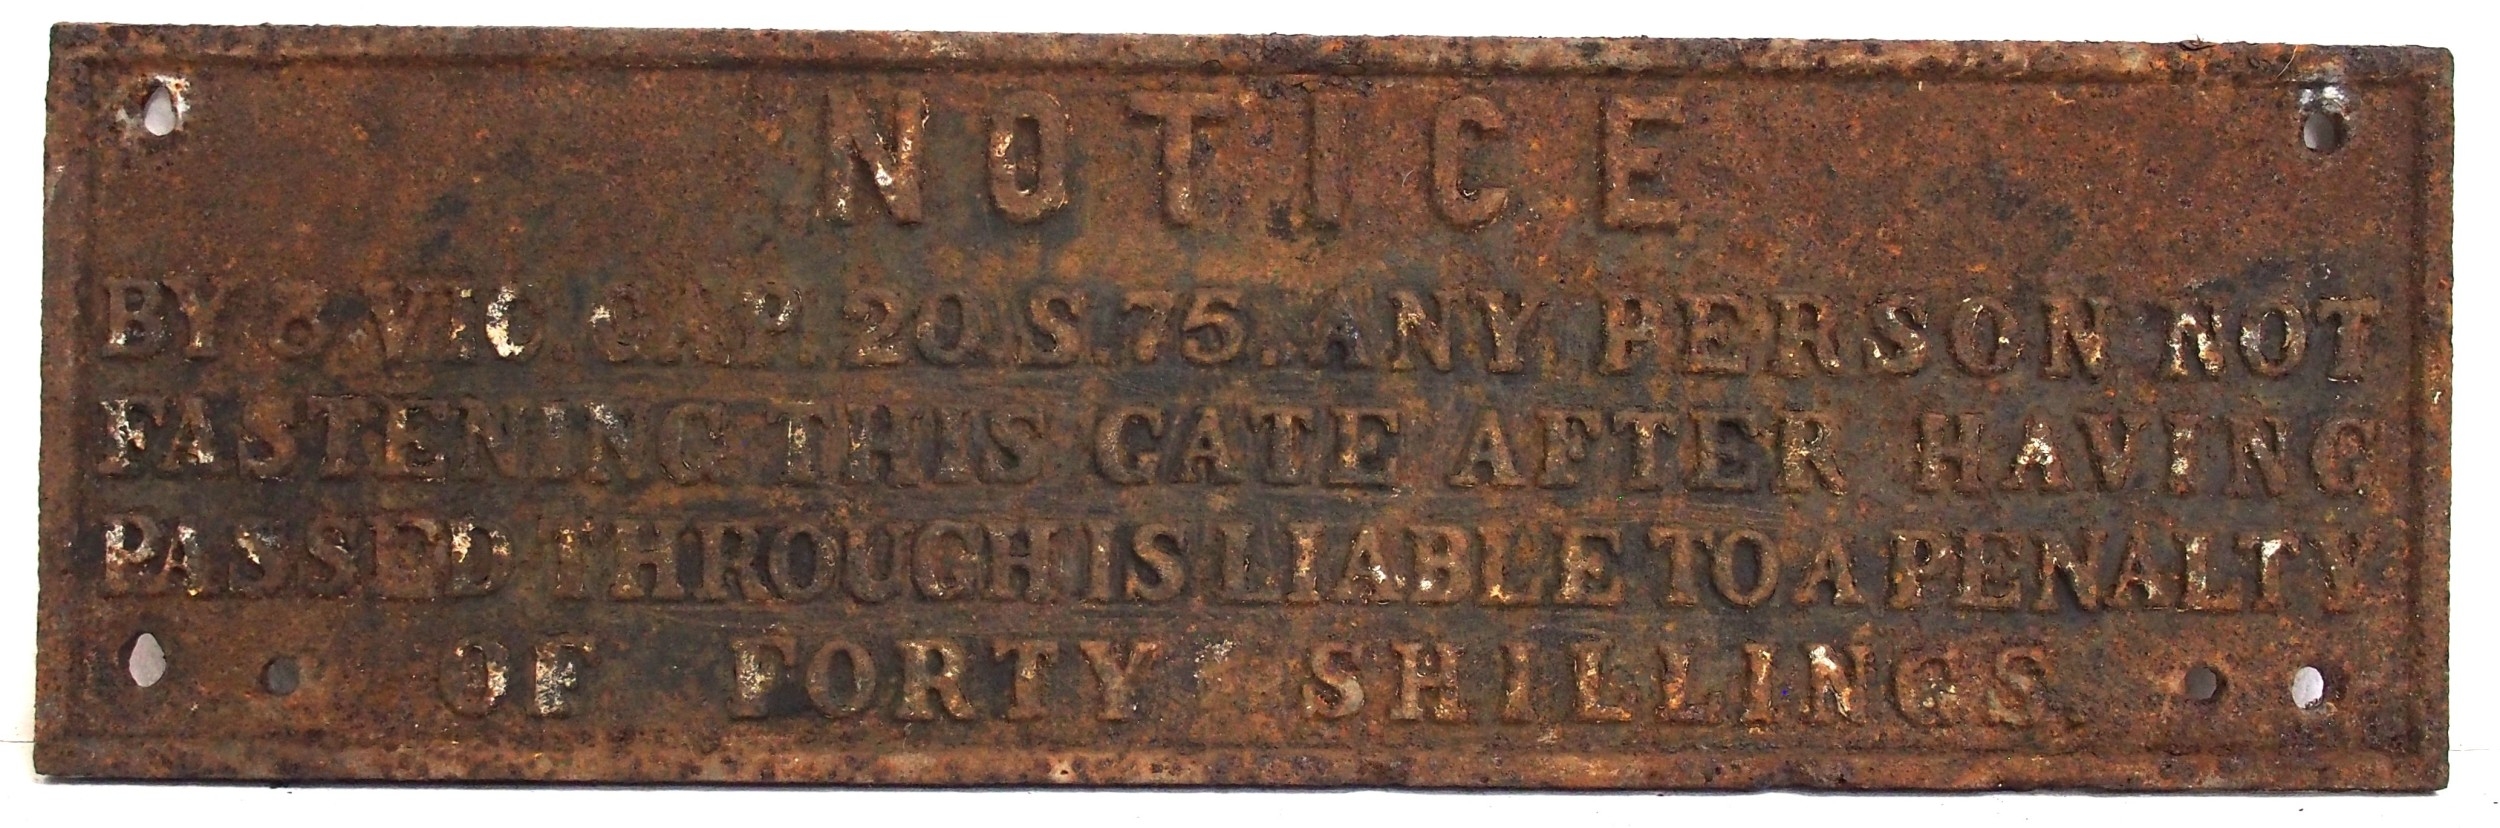 NOTICE
BY 8. VIC. CAP. 20. S. 75. ANY PERSON NOT
FASTENING THIS GATE AFTER HAVING
PASSED THROUGH IS LIABLE TO A PENALTY
OF FORTY SHILLINGS.